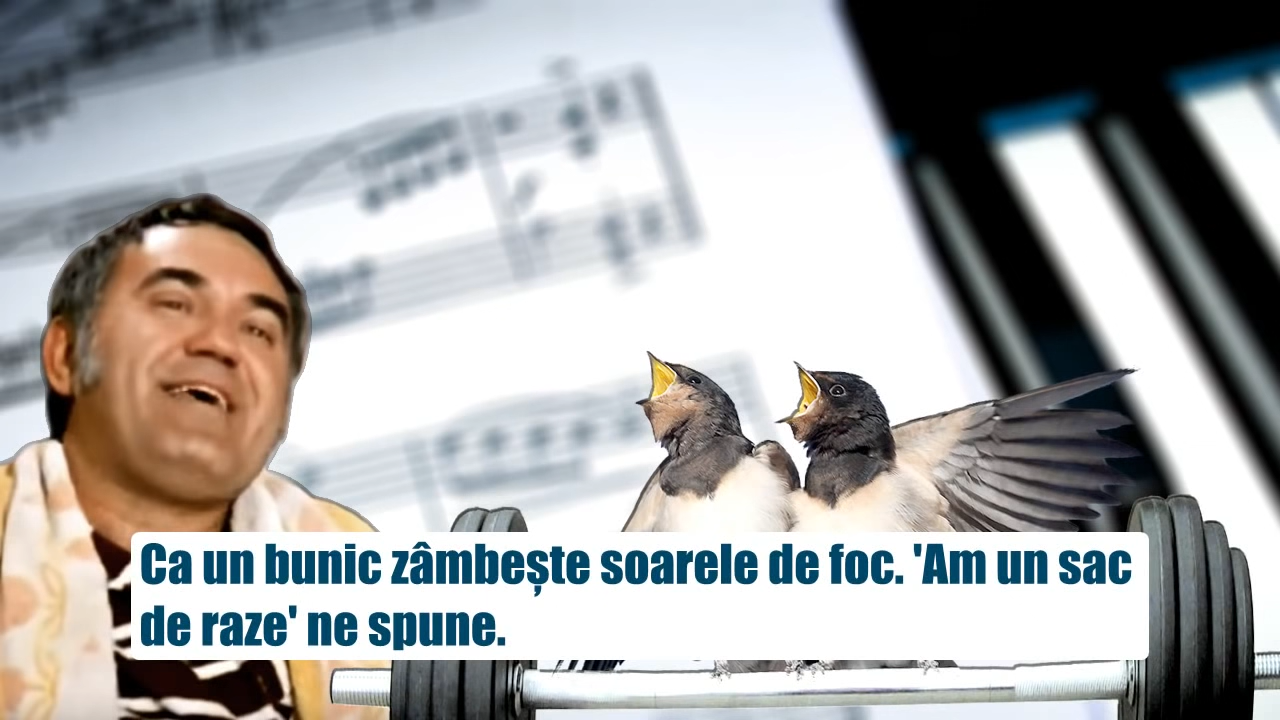 Ca un bunic zâmbește soarele de foc. 'Am un sac
de raze' ne spune.